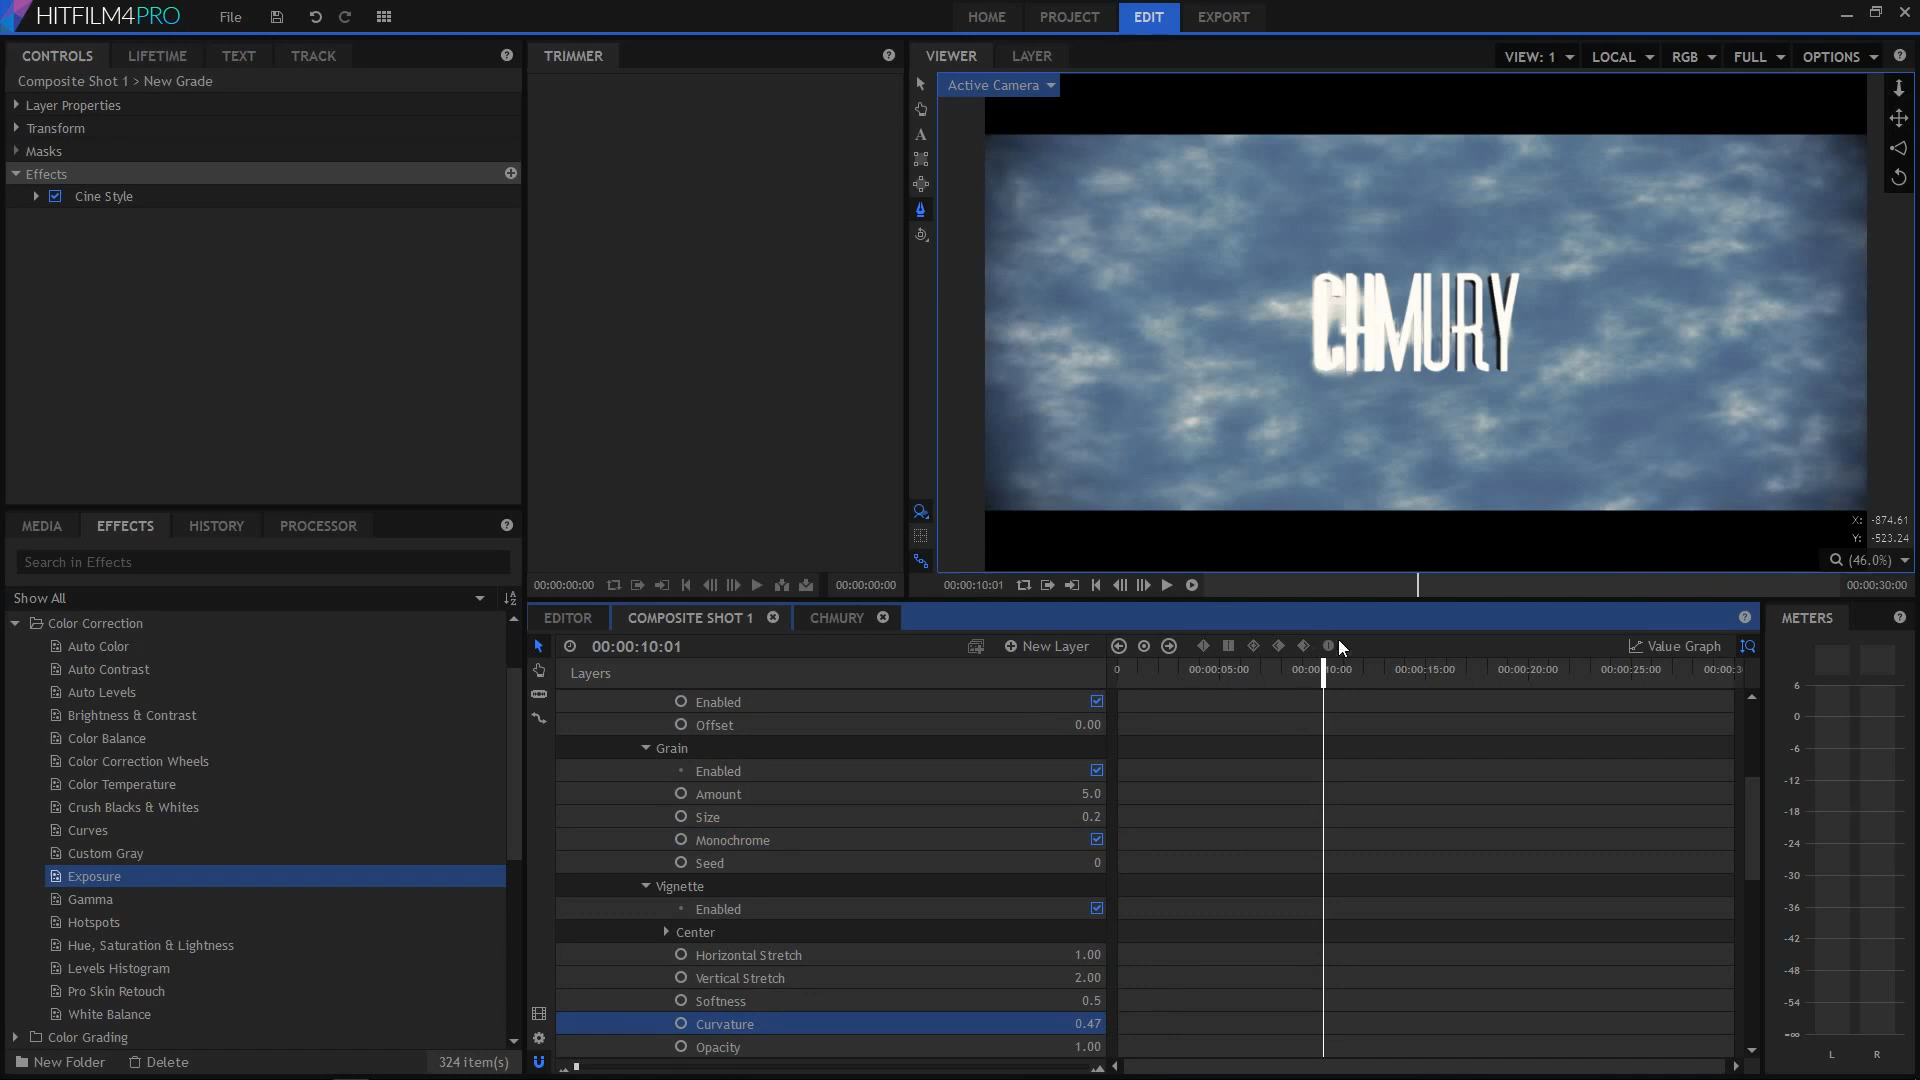 HITFILM4PRO
File
HOME PROJECT EDIT EXPORT
CONTROLS LIFETIME TEXT TRACK
Composite Shot 1 > New Grade
Layer Properties
Transform
Masks
Effects
Cine Style
TRIMMER
00:00:00:00 00:00:00:00
VIEWER LAYER
VIEW: 1 LOCAL RGB FULL OPTIONS
Active Camera
CHMURY
X: -874.61
Y: -523.24
(46.0%)
00:00:10:01 00:00:30:00
MEDIA EFFECTS HISTORY PROCESSOR
Search in Effects
Show All
Color Correction
Auto Color
Auto Contrast
Auto Levels
Brightness & Contrast
Color Balance
Color Correction Wheels
Color Temperature
Crush Blacks & Whites
Curves
Custom Gray
Exposure
Gamma
Hotspots
Hue, Saturation & Lightness
Levels Histogram
Pro Skin Retouch
White Balance
Color Grading
New Folder Delete 324 item(s)
EDITOR COMPOSITE SHOT 1 CHMURY
00:00:10:01 New Layer Value Graph
Layers
0 00:00:05:00 00:00:10:00 00:00:15:00 00:00:20:00 00:00:25:00 00:00:3
Enabled
Offset 0.00
Grain
Enabled
Amount 5.0
Size 0.2
Monochrome
Seed 0
Vignette
Enabled
Center
Horizontal Stretch 1.00
Vertical Stretch 2.00
Softness 0.5
Curvature 0.47
Opacity 1.00
METERS
6
0
-6
-12
-18
-24
-30
-36
-42
-48
-54
-∞
L R